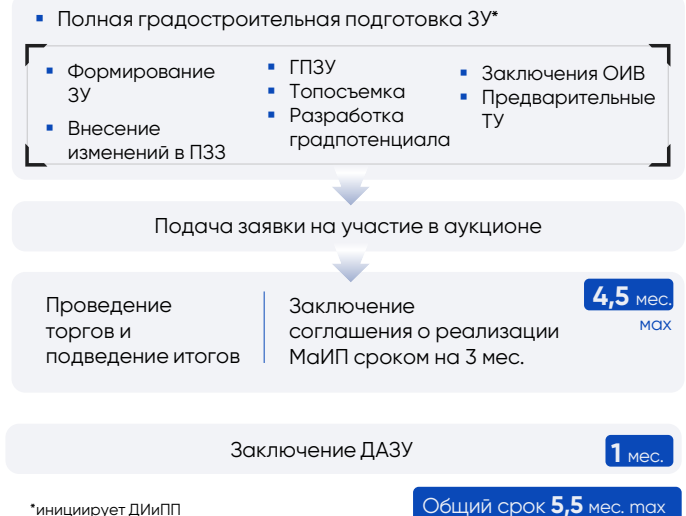 ▪ Полная градостроительная подготовка ЗУ*
▪ Формирование
ЗУ
▪ Внесение
изменений в ПЗЗ
▪ ГПЗУ
▪ Топосъемка
▪ Разработка
градпотенциала
▪ Заключения ОИВ
▪ Предварительные
ТУ
Подача заявки на участие в аукционе
Проведение
торгов и
подведение итогов
Заключение
соглашения о реализации
МаИП сроком на 3 мес.
4,5 мес.
мах
Заключение ДАЗУ
1 мес.
*инициирует ДИиПП
Общий срок 5,5 мес. max